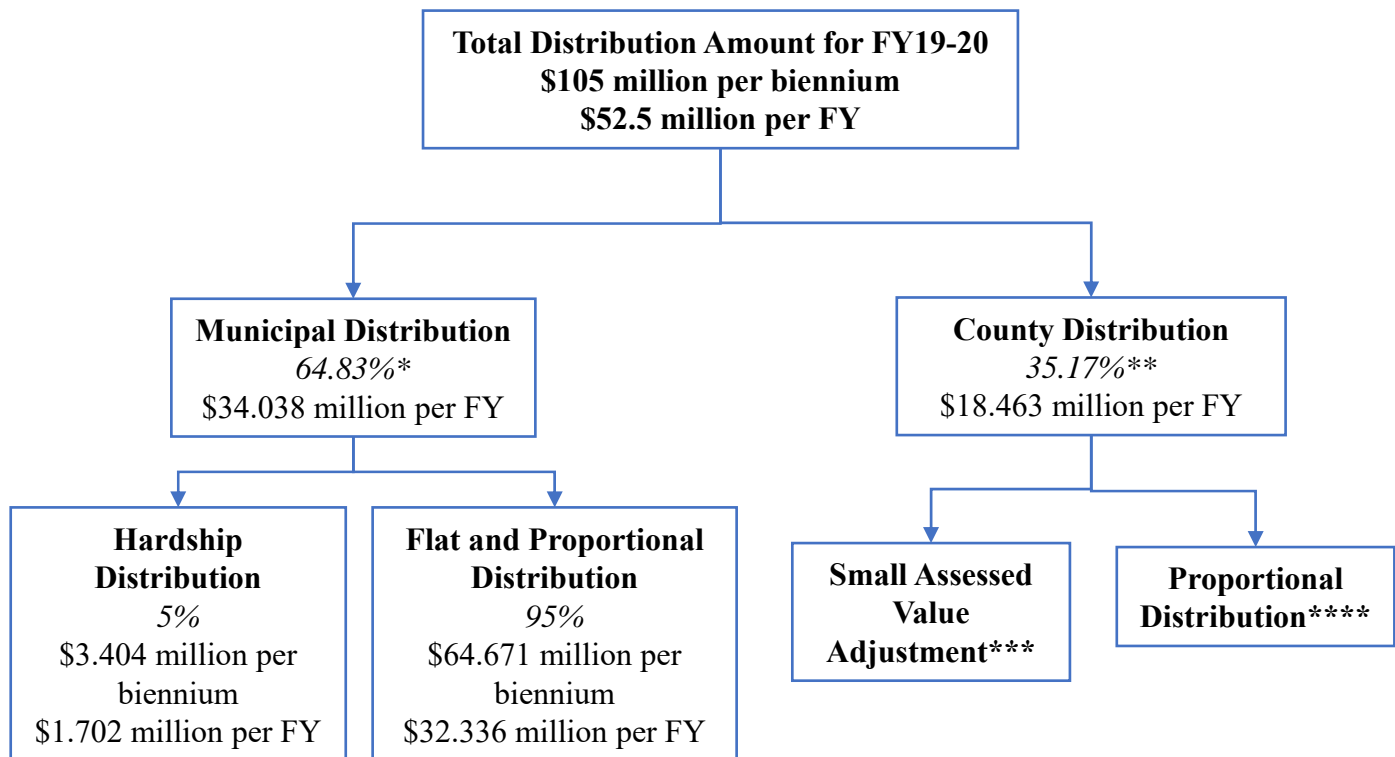 Total Distribution Amount for FY19-20
$105 million per biennium
$52.5 million per FY
Municipal Distribution
64.83%*
$34.038 million per FY
County Distribution
35.17%**
$18.463 million per FY
Hardship
Distribution
5%
$3.404 million per
biennium
$1.702 million per FY
Flat and Proportional
Distribution
95%
$64.671 million per
biennium
$32.336 million per FY
Small Assessed
Value
Adjustment***
Proportional
Distribution****